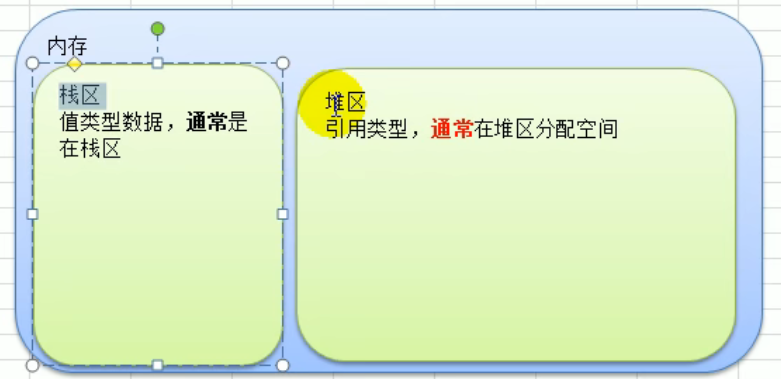 内存
栈区
值类型数据，通常是
在栈区
堆区
引用类型，通常在堆区分配空间